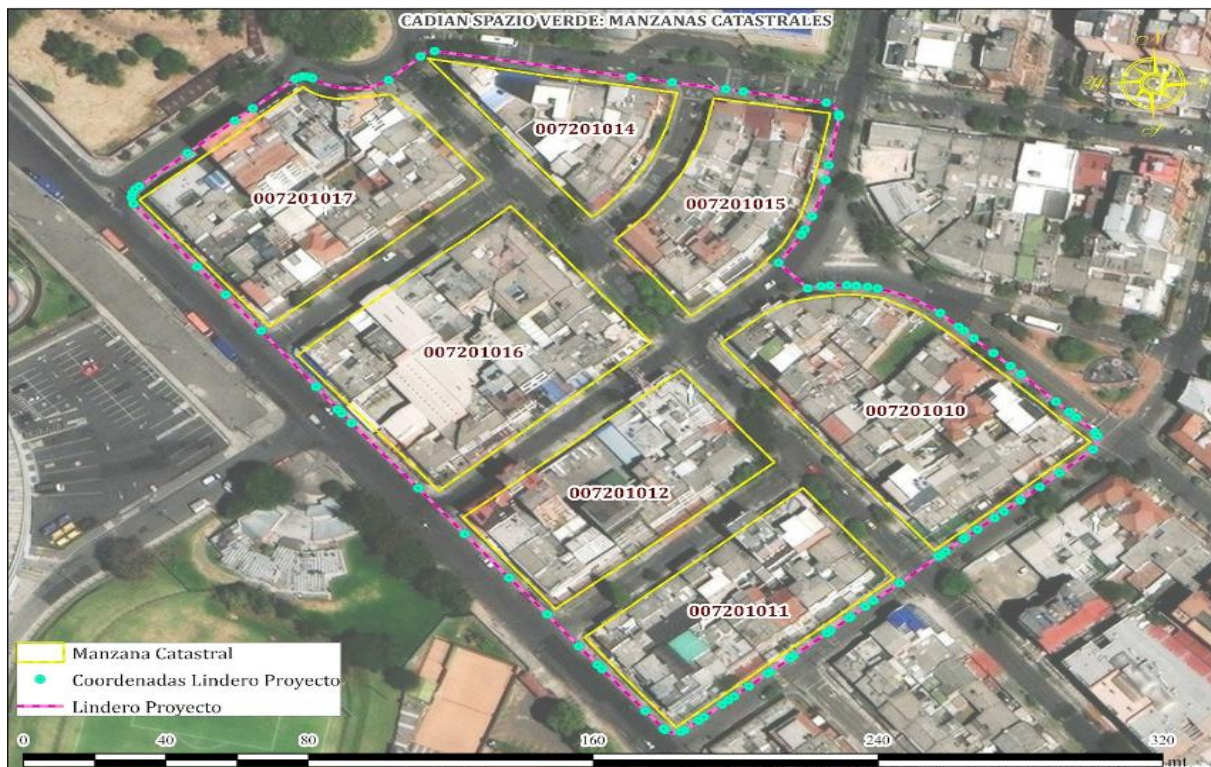 CADIAN SPAZIO VERDE: MANZANAS CATASTRALES
N
S
007201014
007201017
007201015
007201016
007201010
007201012
007201011
Manzana Catastral
Coordenadas Lindero Proyecto
Lindero Proyecto
0 40 80 160 240 320
mt